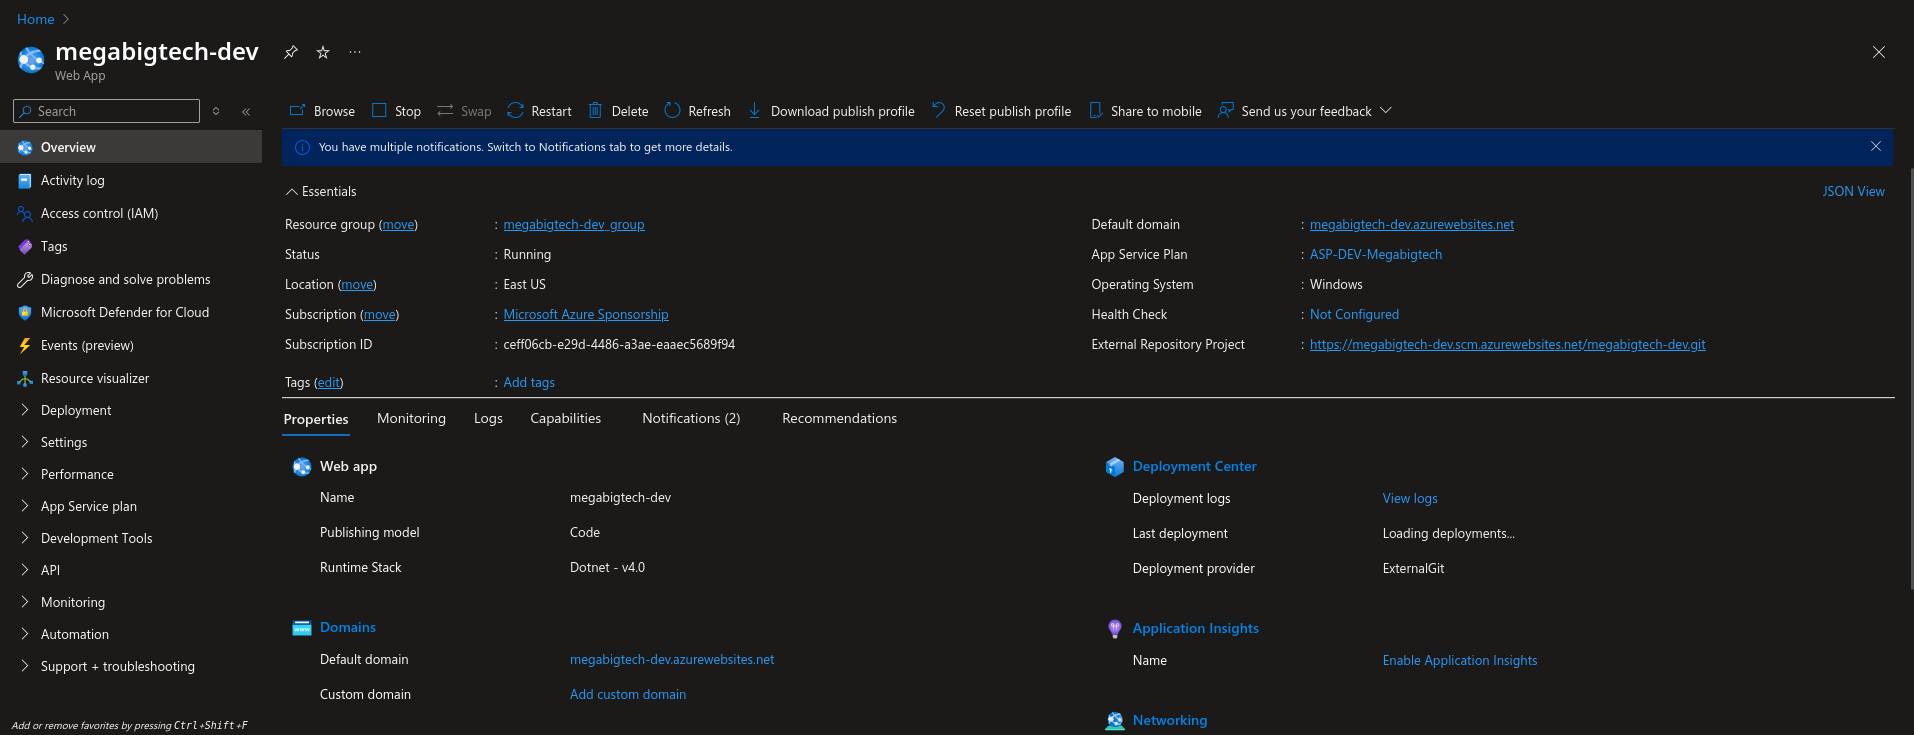 Home
megabigtech-dev
Web App
Search
Browse Stop Swap Restart Delete Refresh Download publish profile Reset publish profile Share to mobile Send us your feedback
Overview
Activity log
Access control (IAM)
Tags
Diagnose and solve problems
Microsoft Defender for Cloud
Events (preview)
Resource visualizer
Deployment
Settings
Performance
App Service plan
Development Tools
API
Monitoring
Automation
Support + troubleshooting
Add or remove favorites by pressing Ctrl+Shift+F
You have multiple notifications. Switch to Notifications tab to get more details.
Essentials
JSON View
Resource group (move) : megabigtech-dev_group
Status : Running
Location (move) : East US
Subscription (move) : Microsoft Azure Sponsorship
Subscription ID : ceff06cb-e29d-4486-a3ae-eaaec5689f94
Tags (edit) : Add tags
Default domain : megabigtech-dev.azurewebsites.net
App Service Plan : ASP-DEV-Megabigtech
Operating System : Windows
Health Check : Not Configured
External Repository Project : https://megabigtech-dev.scm.azurewebsites.net/megabigtech-dev.git
Properties Monitoring Logs Capabilities Notifications (2) Recommendations
Web app
Name megabigtech-dev
Publishing model Code
Runtime Stack Dotnet - v4.0
Domains
Default domain megabigtech-dev.azurewebsites.net
Custom domain Add custom domain
Deployment Center
Deployment logs View logs
Last deployment Loading deployments...
Deployment provider ExternalGit
Application Insights
Name Enable Application Insights
Networking